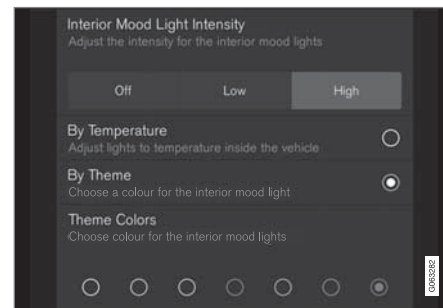 Interior Mood Light Intensity
Adjust the intensity for the interior mood lights
Off Low High
By Temperature
Adjust lights to temperature inside the vehicle
By Theme
Choose a colour for the interior mood light
Theme Colors
Choose colour for the interior mood lights
G063282